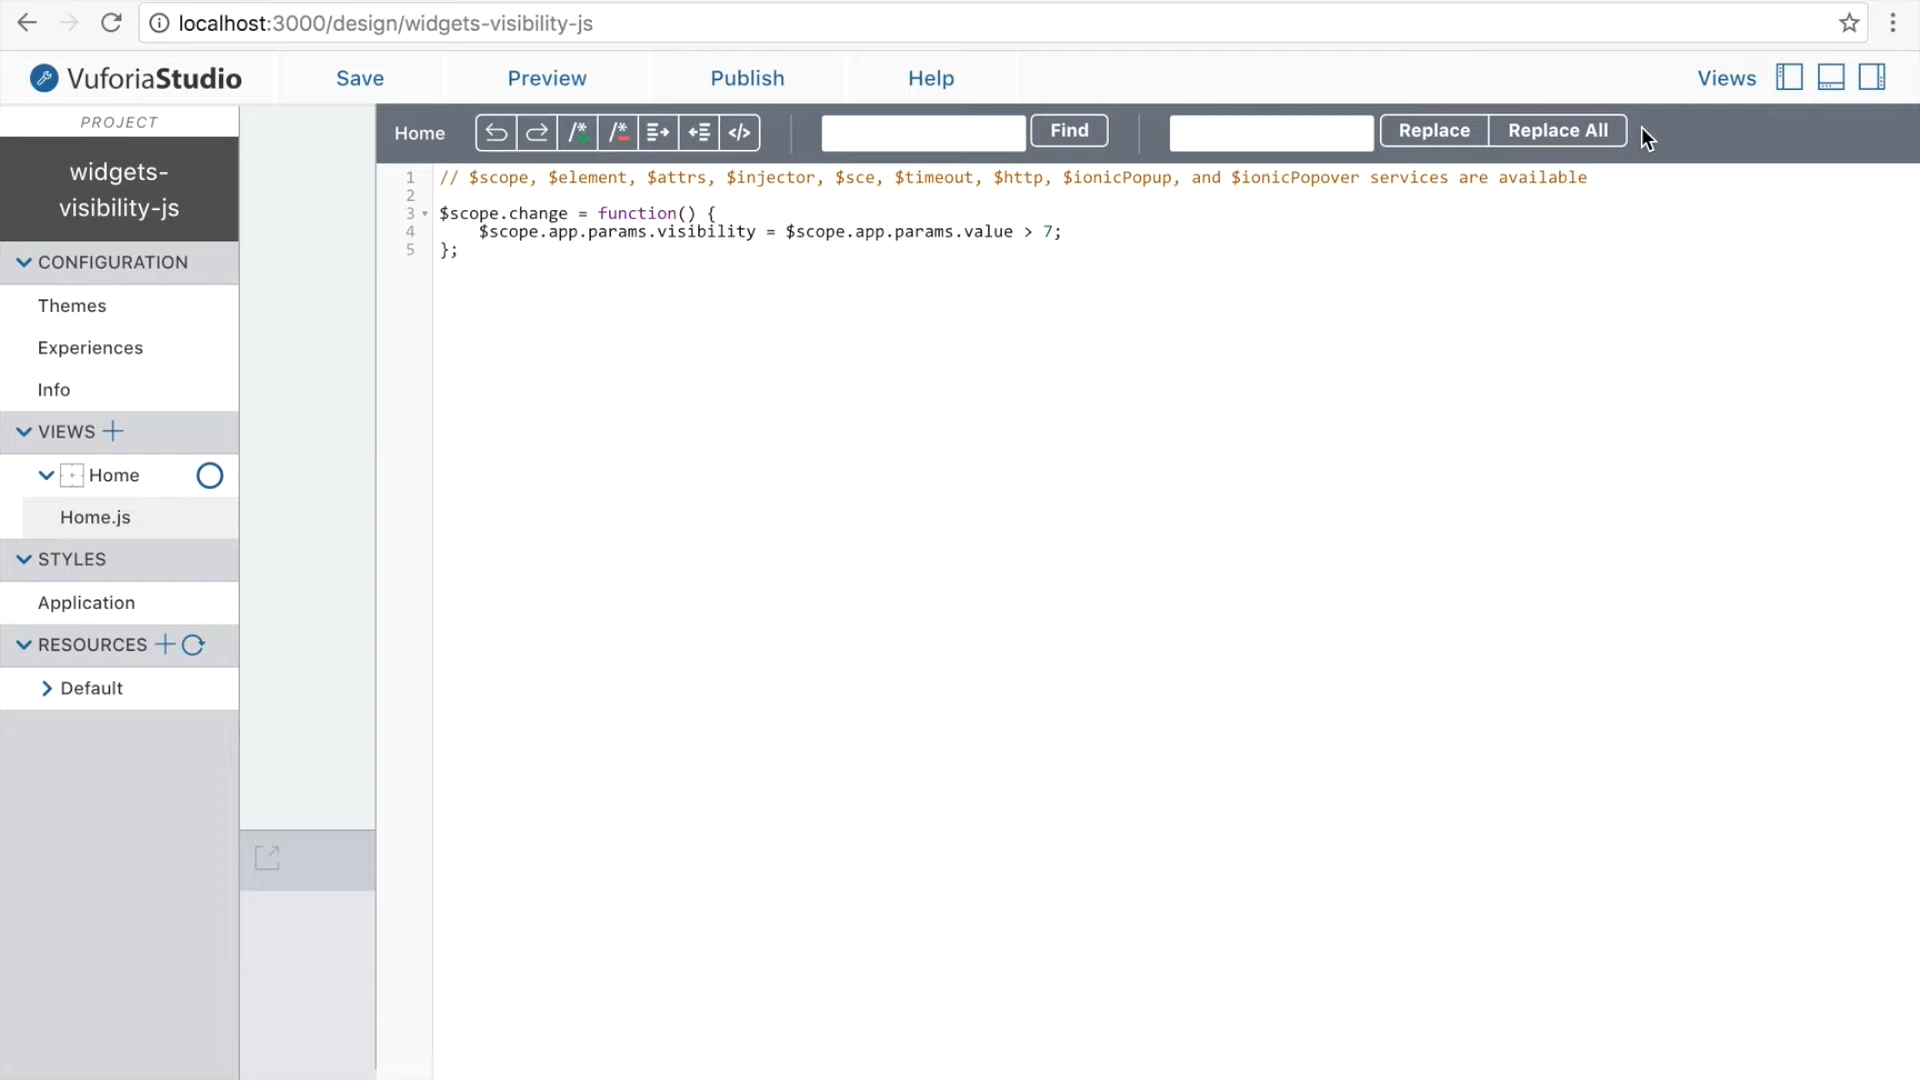 localhost:3000/design/widgets-visibility-js
VuforiaStudio
Save
Preview
Publish
Help
Views
PROJECT
widgets-
visibility-js
CONFIGURATION
Themes
Experiences
Info
VIEWS
Home
Home.js
STYLES
Application
RESOURCES
Default
Home
/*
/*
</>
Find
Replace
Replace All
1 // $scope, $element, $attrs, $injector, $sce, $timeout, $http, $ionicPopup, and $ionicPopover services are available
2
3 $scope.change = function() {
4 $scope.app.params.visibility = $scope.app.params.value > 7;
5 };